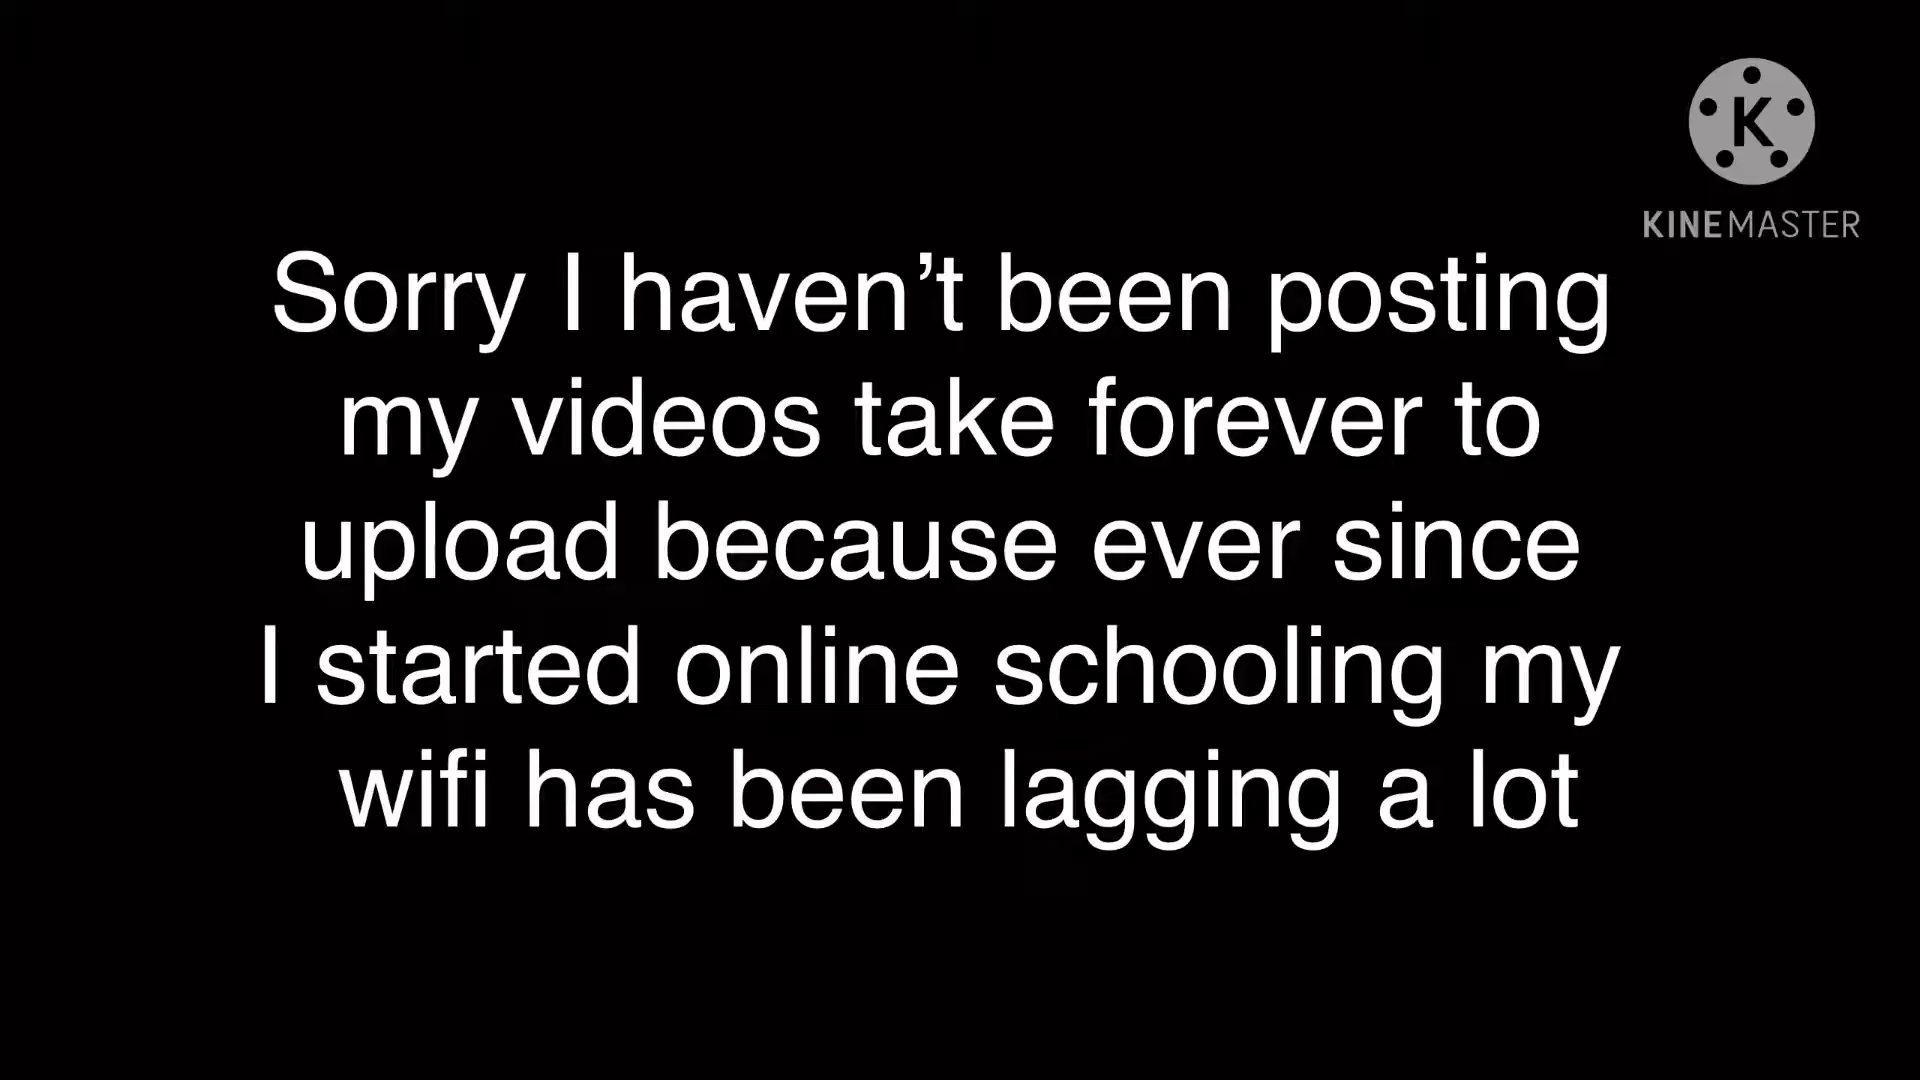 K
KINEMASTER
Sorry I haven’t been posting
my videos take forever to
upload because ever since
I started online schooling my
wifi has been lagging a lot